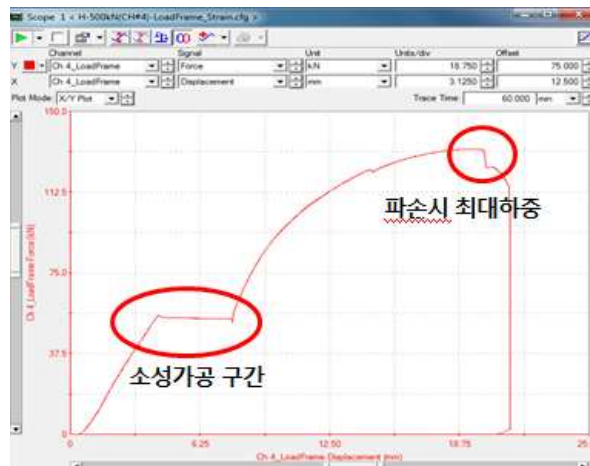 Scope 1 < H-500kN(CH#4)-LoadFrame_Strain.cfg >
Channel Signal Unit Units/div Offset
Y Ch 4_LoadFrame Force kN 18.750 75.000
X Ch 4_LoadFrame Displacement mm 3.1250 12.500
Plot Mode: X/Y Plot Trace Time: 60.000
150.0
112.5
파손시 최대하중
75.0
Ch 4_LoadFrame Force (kN)
37.5
소성가공 구간
0
0 6.25 12.50 18.75 25.
Ch 4_LoadFrame Displacement (mm)